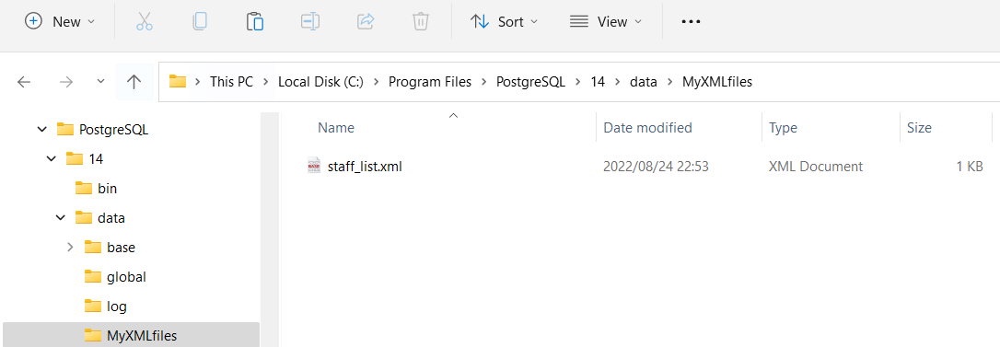 New Sort View
This PC Local Disk (C:) Program Files PostgreSQL 14 data MyXMLfiles
PostgreSQL
14
bin
data
base
global
log
MyXMLfiles
Name Date modified Type Size
staff_list.xml 2022/08/24 22:53 XML Document 1 KB